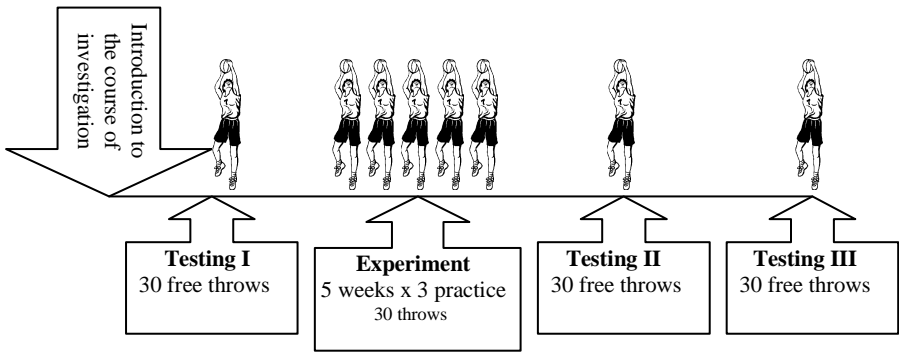 Introduction to
the course of
investigation
Testing I
30 free throws
Experiment
5 weeks x 3 practice
30 throws
Testing II
30 free throws
Testing III
30 free throws